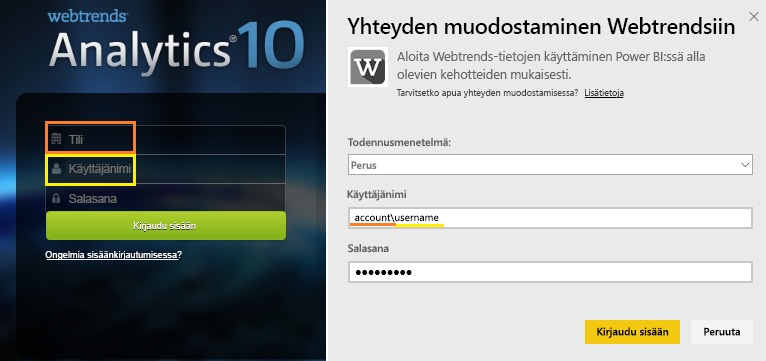 webtrends
Analytics® 10
Tili
Käyttäjänimi
Salasana
Kirjaudu sisään
Ongelmia sisäänkirjautumisessa?
Yhteyden muodostaminen Webtrendsiin
W
Aloita Webtrends-tietojen käyttäminen Power BI:ssä alla
olevien kehotteiden mukaisesti.
Tarvitsetko apua yhteyden muodostamisessa? Lisätietoja
Todennusmenetelmä:
Perus
Käyttäjänimi
account\username
Salasana
Kirjaudu sisään
Peruuta